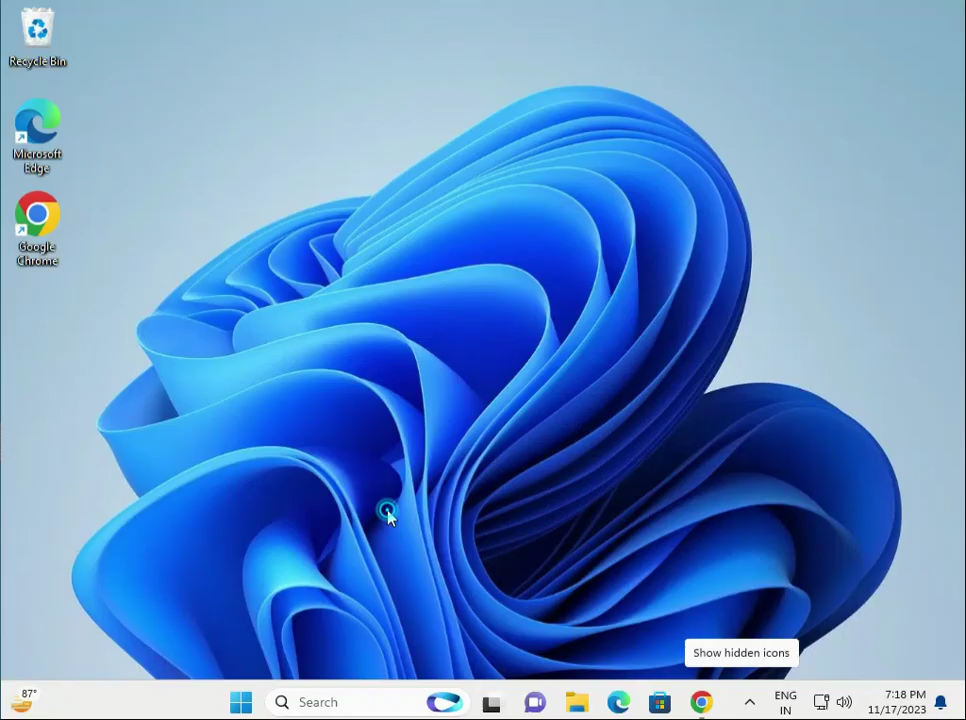 Recycle Bin
Microsoft
Edge
Google
Chrome
Show hidden icons
87°
Search
ENG
IN
7:18 PM
11/17/2023